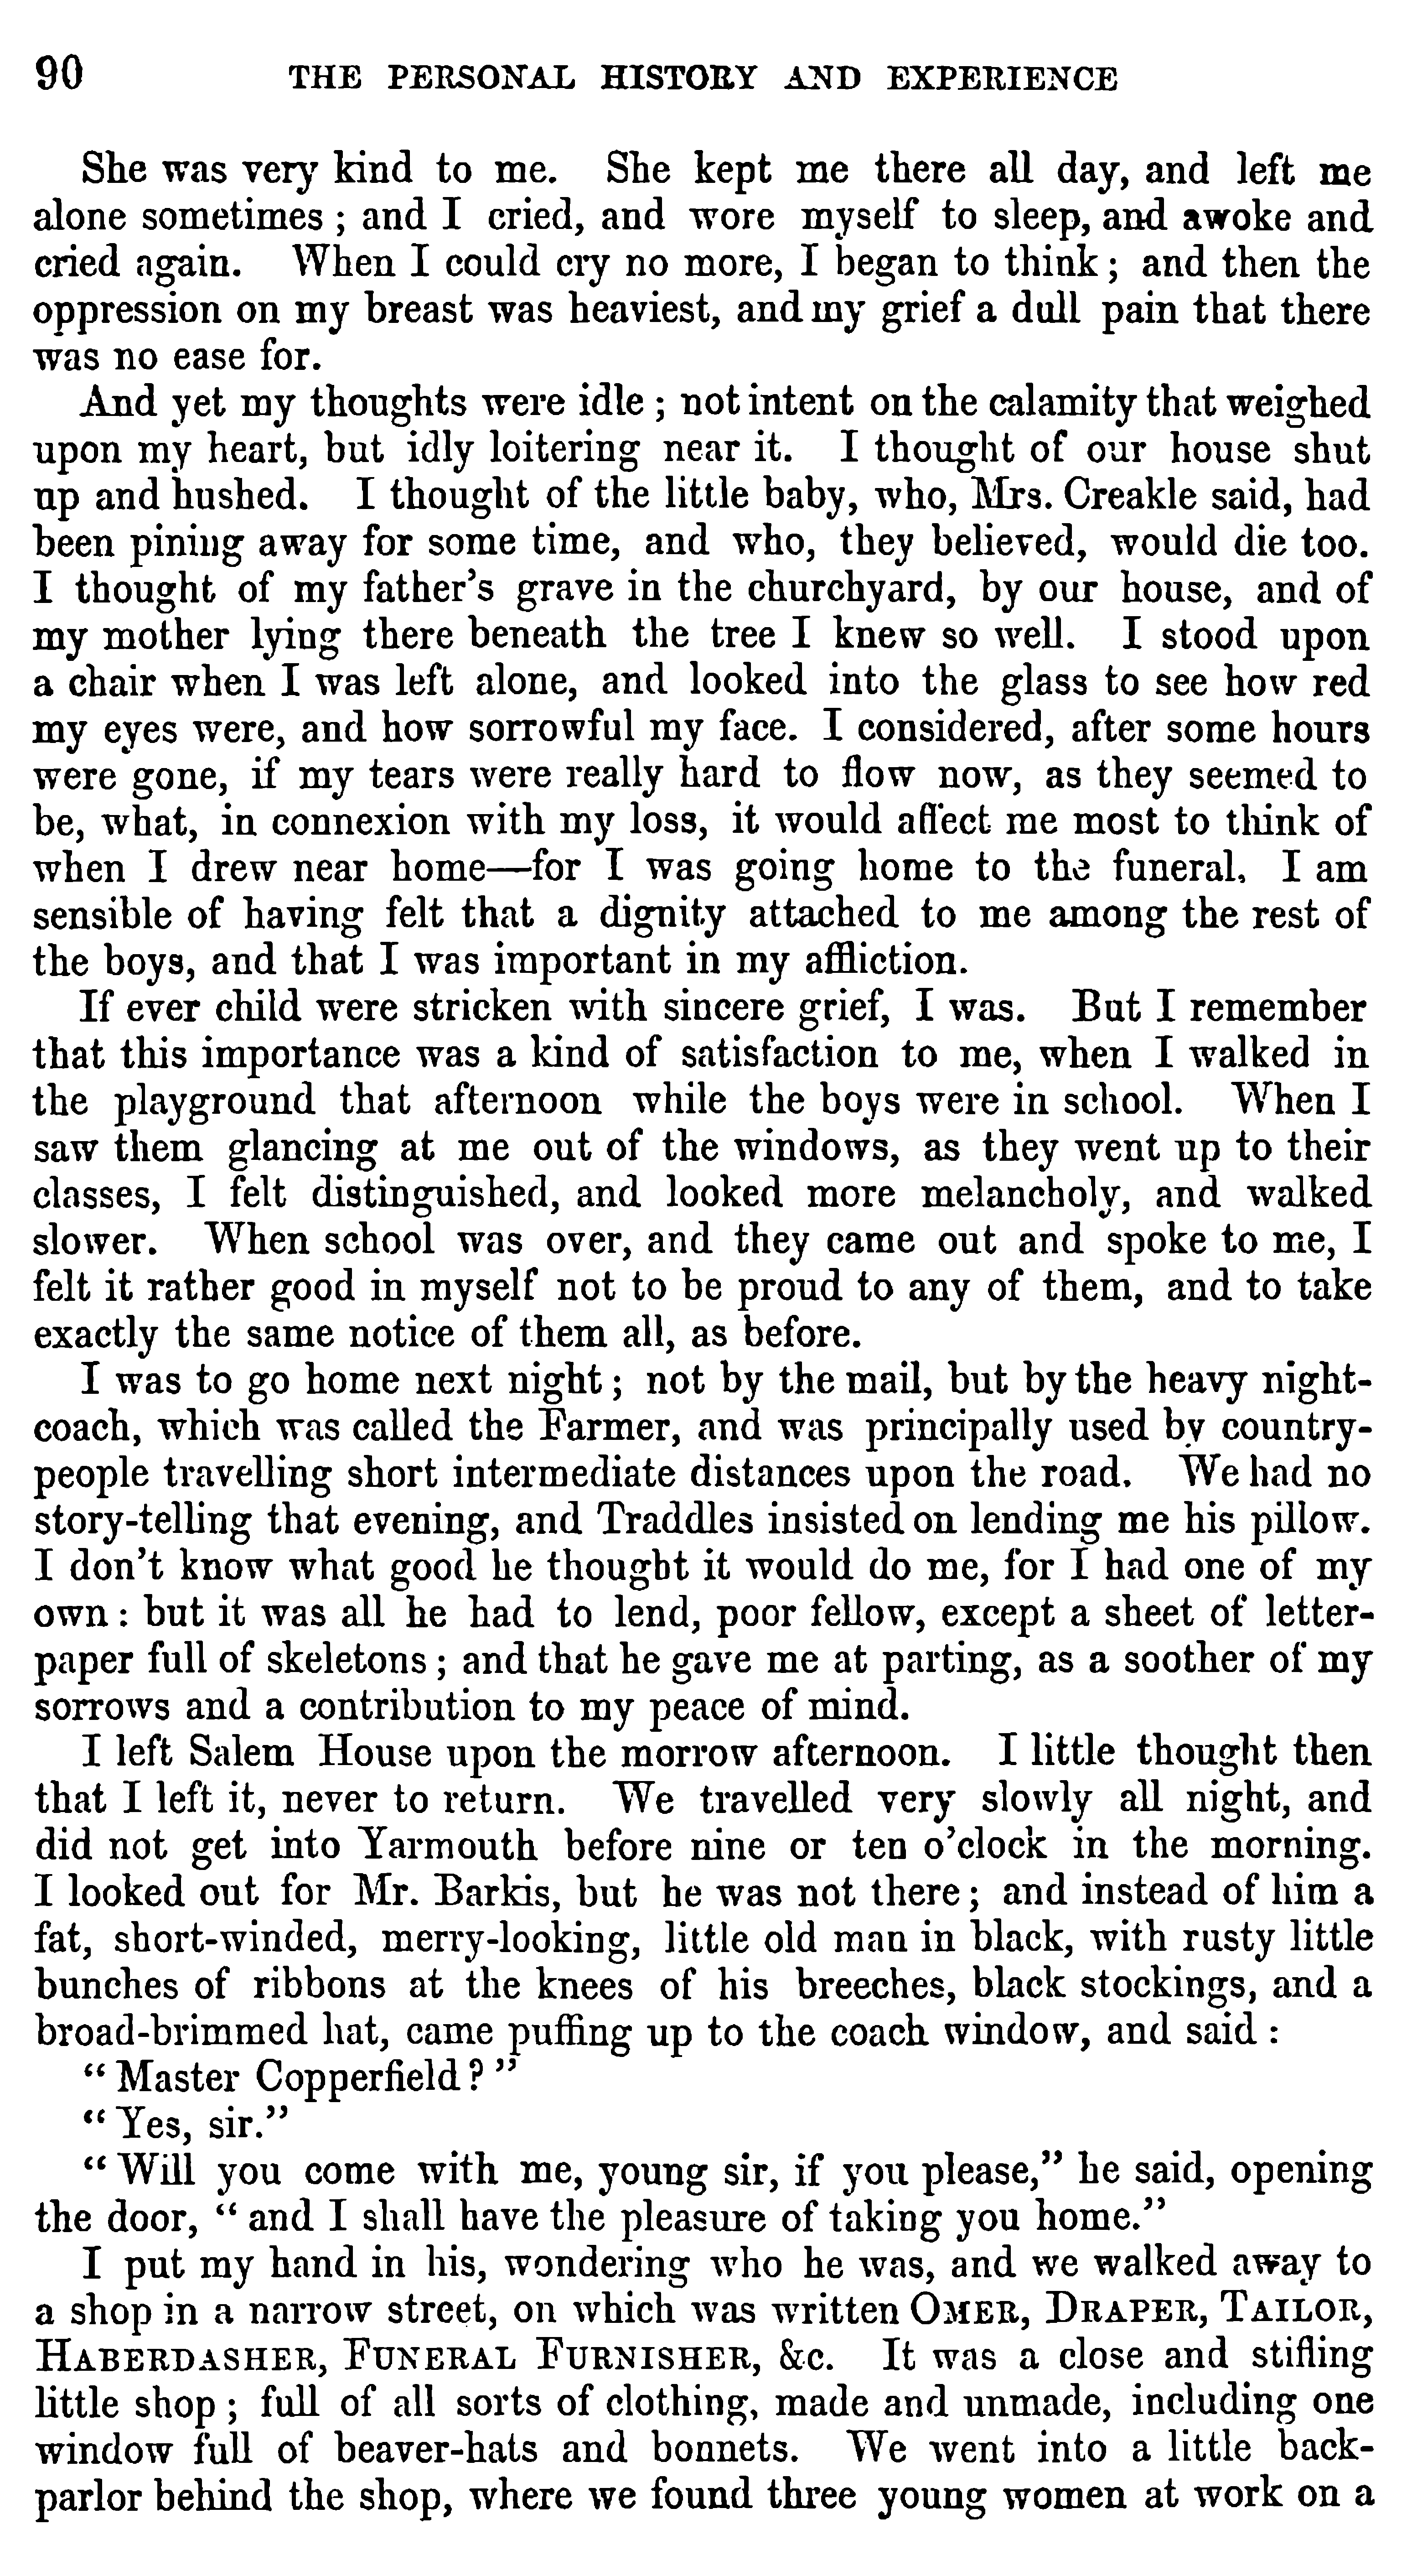 90 THE PERSONAL HISTORY AND EXPERIENCE
She was very kind to me. She kept me there all day, and left me
alone sometimes ; and I cried, and wore myself to sleep, and awoke and
cried again. When I could cry no more, I began to think ; and then the
oppression on my breast was heaviest, and my grief a dull pain that there
was no ease for.
And yet my thoughts were idle ; not intent on the calamity that weighed
upon my heart, but idly loitering near it. I thought of our house shut
up and hushed. I thought of the little baby, who, Mrs. Creakle said, had
been pining away for some time, and who, they believed, would die too.
I thought of my father's grave in the churchyard, by our house, and of
my mother lying there beneath the tree I knew so well. I stood upon
a chair when I was left alone, and looked into the glass to see how red
my eyes were, and how sorrowful my face. I considered, after some hours
were gone, if my tears were really hard to flow now, as they seemed to
be, what, in connexion with my loss, it would affect me most to think of
when I drew near home—for I was going home to the funeral. I am
sensible of having felt that a dignity attached to me among the rest of
the boys, and that I was important in my affliction.
If ever child were stricken with sincere grief, I was. But I remember
that this importance was a kind of satisfaction to me, when I walked in
the playground that afternoon while the boys were in school. When I
saw them glancing at me out of the windows, as they went up to their
classes, I felt distinguished, and looked more melancholy, and walked
slower. When school was over, and they came out and spoke to me, I
felt it rather good in myself not to be proud to any of them, and to take
exactly the same notice of them all, as before.
I was to go home next night ; not by the mail, but by the heavy night-
coach, which was called the Farmer, and was principally used by country-
people travelling short intermediate distances upon the road. We had no
story-telling that evening, and Traddles insisted on lending me his pillow.
I don't know what good he thought it would do me, for I had one of my
own : but it was all he had to lend, poor fellow, except a sheet of letter-
paper full of skeletons ; and that he gave me at parting, as a soother of my
sorrows and a contribution to my peace of mind.
I left Salem House upon the morrow afternoon. I little thought then
that I left it, never to return. We travelled very slowly all night, and
did not get into Yarmouth before nine or ten o'clock in the morning.
I looked out for Mr. Barkis, but he was not there ; and instead of him a
fat, short-winded, merry-looking, little old man in black, with rusty little
bunches of ribbons at the knees of his breeches, black stockings, and a
broad-brimmed hat, came puffing up to the coach window, and said :
" Master Copperfield ? "
" Yes, sir."
" Will you come with me, young sir, if you please," he said, opening
the door, " and I shall have the pleasure of taking you home."
I put my hand in his, wondering who he was, and we walked away to
a shop in a narrow street, on which was written OMER, DRAPER, TAILOR,
HABERDASHER, FUNERAL FURNISHER, &c. It was a close and stifling
little shop ; full of all sorts of clothing, made and unmade, including one
window full of beaver-hats and bonnets. We went into a little back-
parlor behind the shop, where we found three young women at work on a